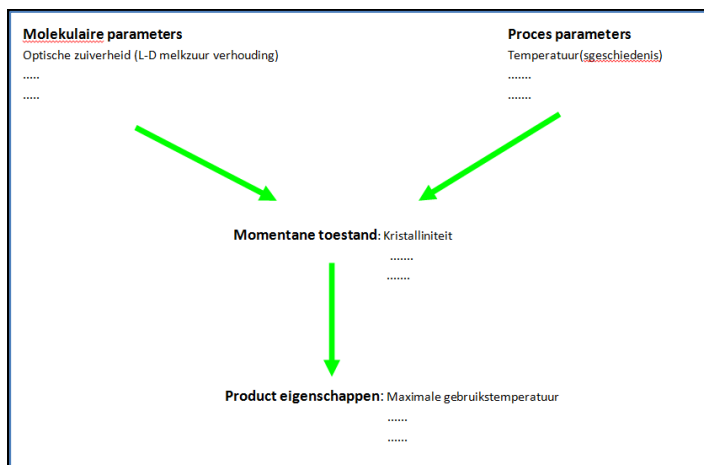 Molekulaire parameters
Optische zuiverheid (L-D melkzuur verhouding)
.....
.....
Proces parameters
Temperatuur(sgeschiedenis)
.......
.......
Momentane toestand: Kristalliniteit
.......
.......
Product eigenschappen: Maximale gebruikstemperatuur
......
......